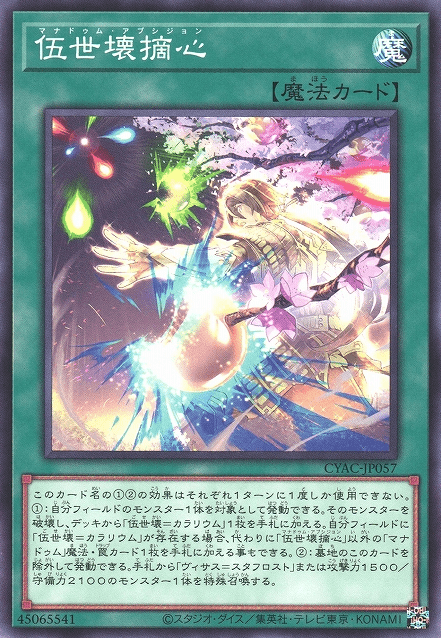 マナドゥム・アブシジョン
伍世壊摘心
魔
【魔法カード】
CYAC-JP057
このカード名の①②の効果はそれぞれ1ターンに1度しか使用できない。
①:自分フィールドのモンスター1体を対象として発動できる。そのモンスターを
破壊し、デッキから「伍世壊=カラリウム」1枚を手札に加える。自分フィールドに
「伍世壊=カラリウム」が存在する場合、代わりに「伍世壊摘心」以外の「マナ
ドゥム」魔法・罠カード1枚を手札に加える事もできる。②:墓地のこのカードを
除外して発動できる。手札から「ヴィサス=スタフロスト」または攻撃力1500/
守備力2100のモンスター1体を特殊召喚する。
45065541
©スタジオ・ダイス/集英社・テレビ東京・KONAMI